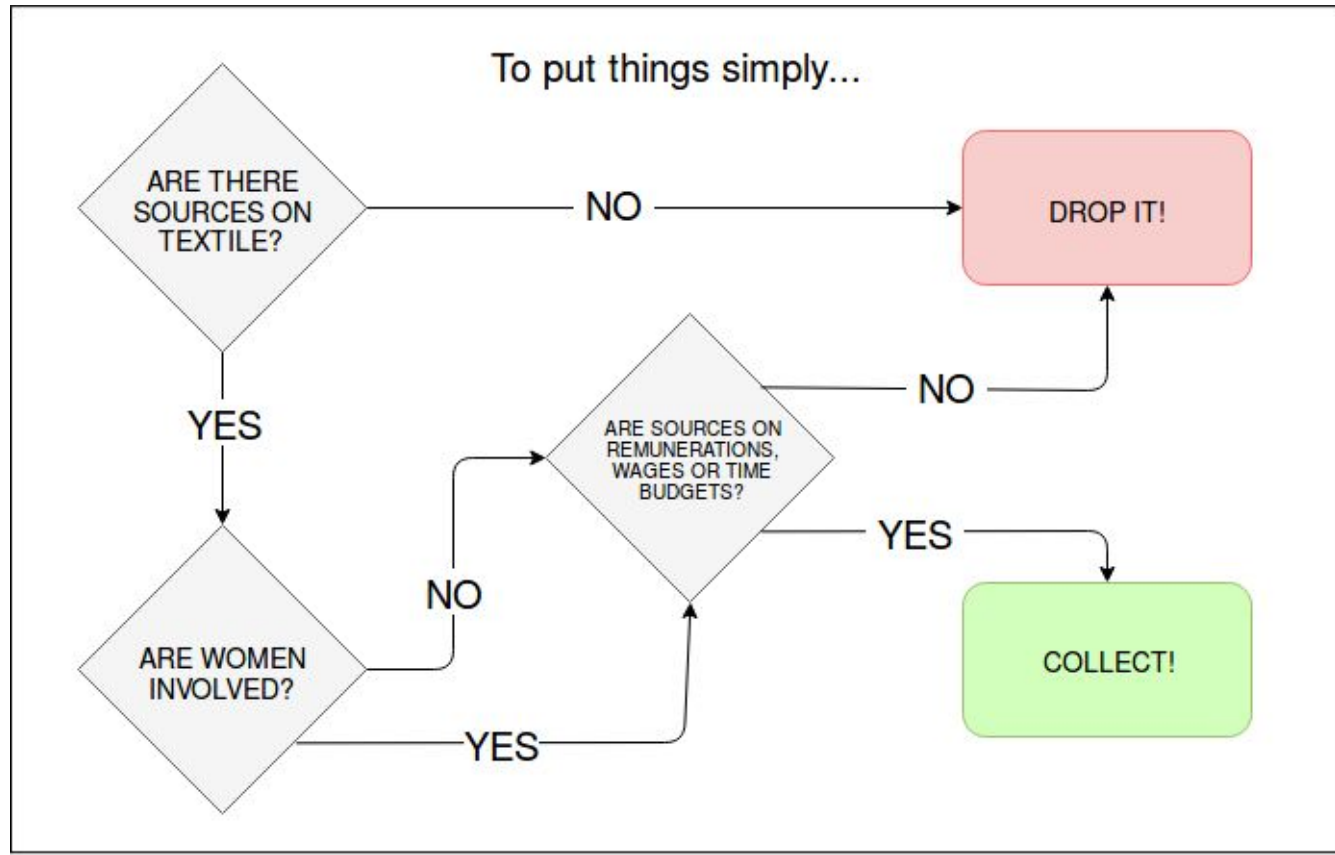 To put things simply...
ARE THERE
SOURCES ON
TEXTILE?
NO
DROP IT!
YES
ARE SOURCES ON
REMUNERATIONS,
WAGES OR TIME
BUDGETS?
NO
YES
NO
ARE WOMEN
INVOLVED?
YES
COLLECT!